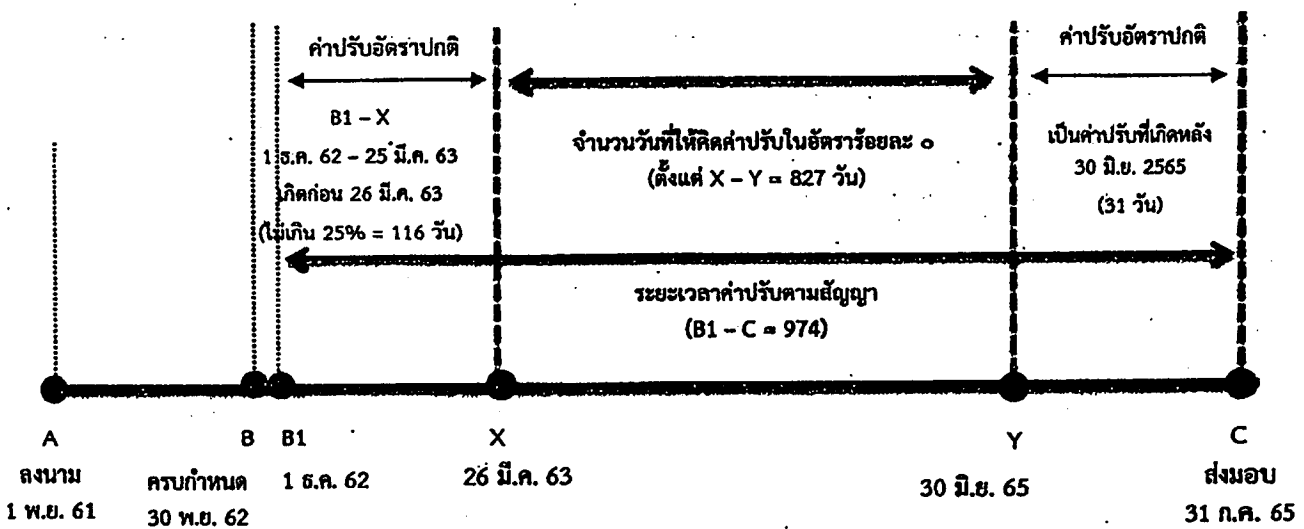 ค่าปรับอัตราปกติ
B1 – X
1 ธ.ค. 62 – 25 มี.ค. 63
เกิดก่อน 26 มี.ค. 63
(ไม่เกิน 25% = 116 วัน)
จำนวนวันที่ให้คิดค่าปรับในอัตราร้อยละ ๐
(ตั้งแต่ X – Y = 827 วัน)
ค่าปรับอัตราปกติ
เป็นค่าปรับที่เกิดหลัง
30 มิ.ย. 2565
(31 วัน)
ระยะเวลาค่าปรับตามสัญญา
(B1 – C = 974)
A
ลงนาม
1 พ.ย. 61
B
ครบกำหนด
30 พ.ย. 62
B1
1 ธ.ค. 62
X
26 มี.ค. 63
Y
30 มิ.ย. 65
C
ส่งมอบ
31 ก.ค. 65